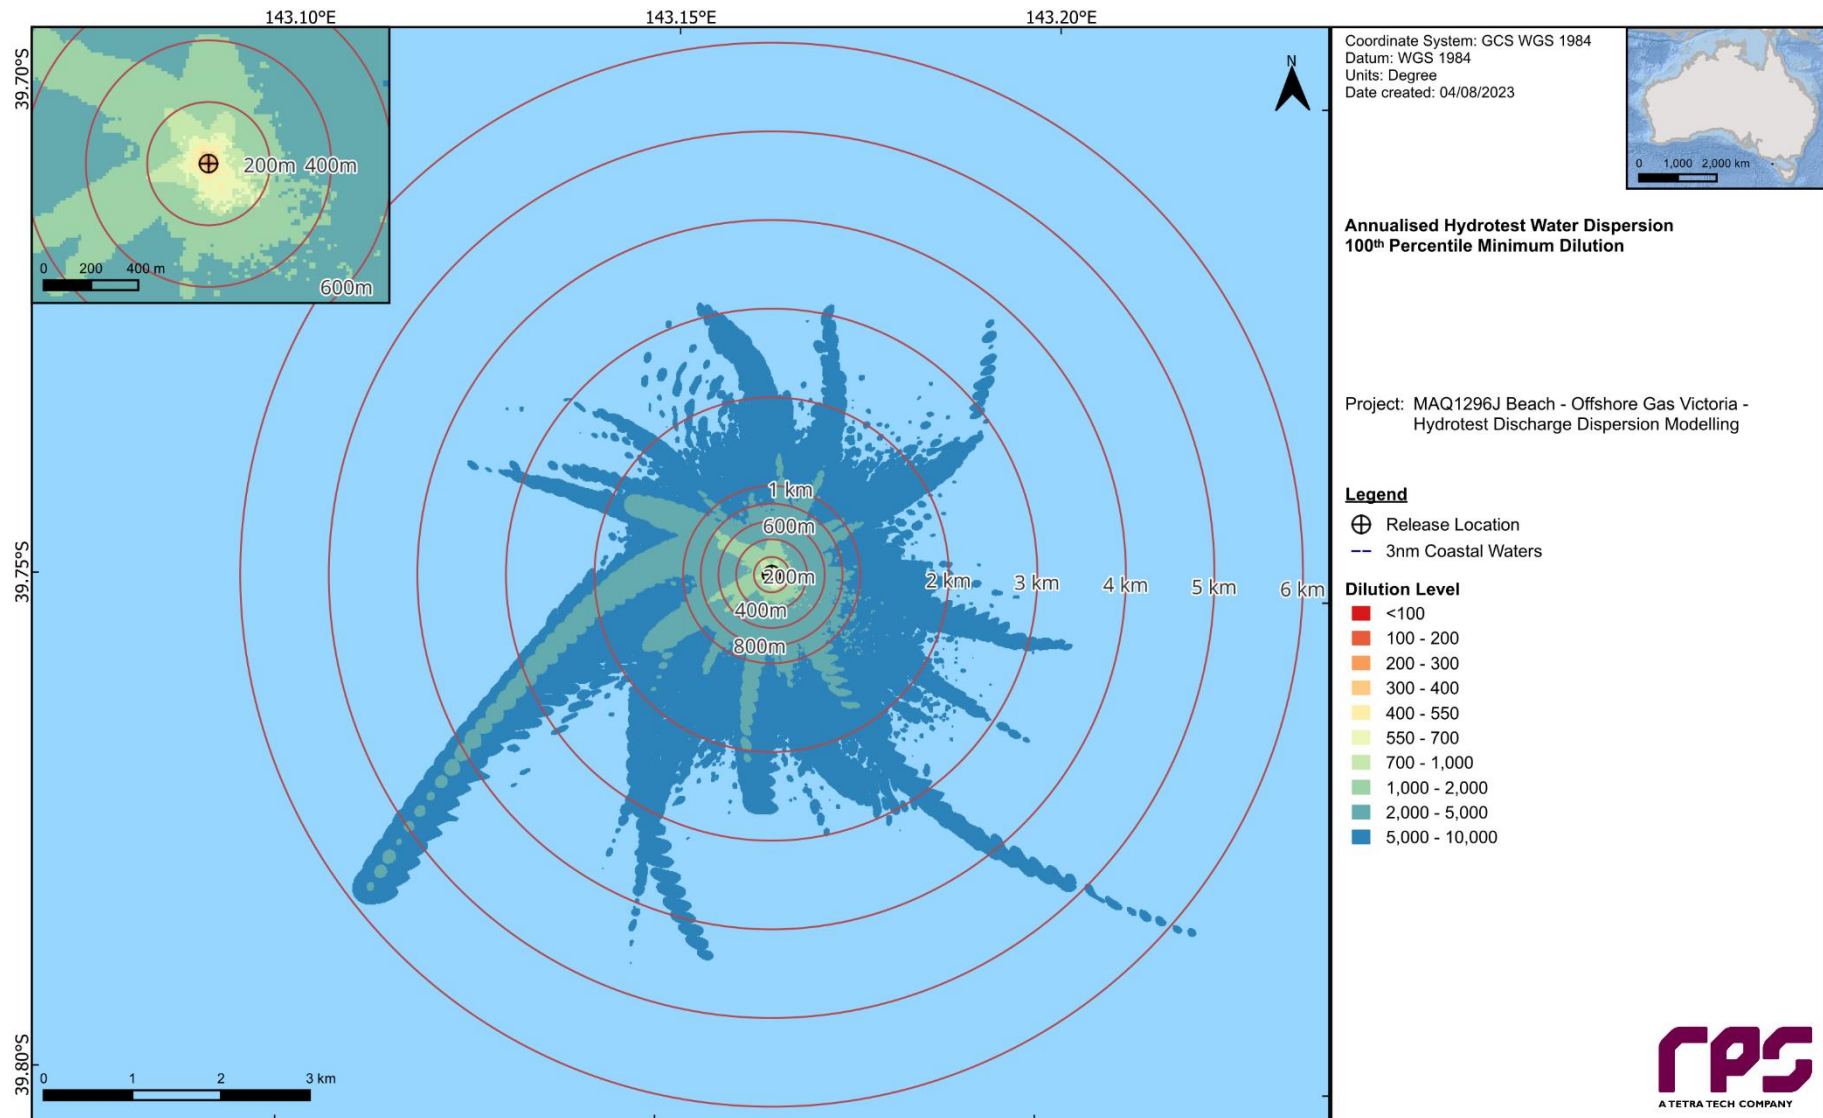 143.10°E
143.15°E
143.20°E
39.70°S
39.75°S
39.80°S
200m
400m
600m
0 200 400 m
N
1 km
600m
200m
400m
800m
2 km
3 km
4 km
5 km
6 km
0 1 2 3 km
Coordinate System: GCS WGS 1984
Datum: WGS 1984
Units: Degree
Date created: 04/08/2023
0 1,000 2,000 km
Annualised Hydrotest Water Dispersion
100th Percentile Minimum Dilution
Project: MAQ1296J Beach - Offshore Gas Victoria -
Hydrotest Discharge Dispersion Modelling
Legend
Release Location
3nm Coastal Waters
Dilution Level
<100
100 - 200
200 - 300
300 - 400
400 - 550
550 - 700
700 - 1,000
1,000 - 2,000
2,000 - 5,000
5,000 - 10,000
rps
A TETRA TECH COMPANY